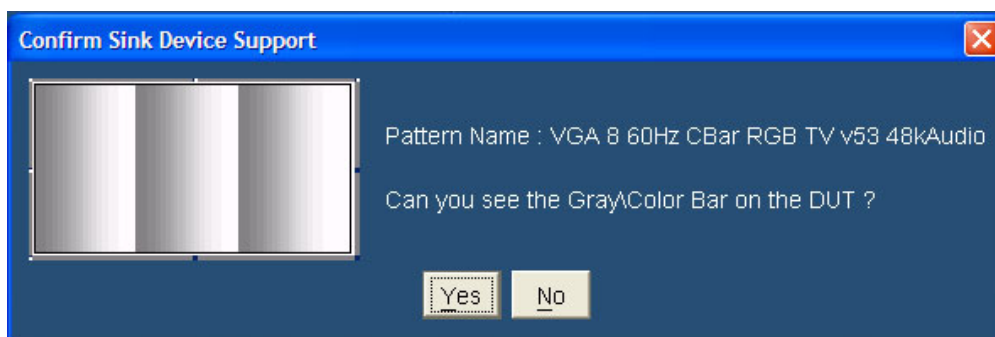 Confirm Sink Device Support
Pattern Name : VGA 8 60Hz CBar RGB TV v53 48kAudio
Can you see the Gray\Color Bar on the DUT ?
Yes
No